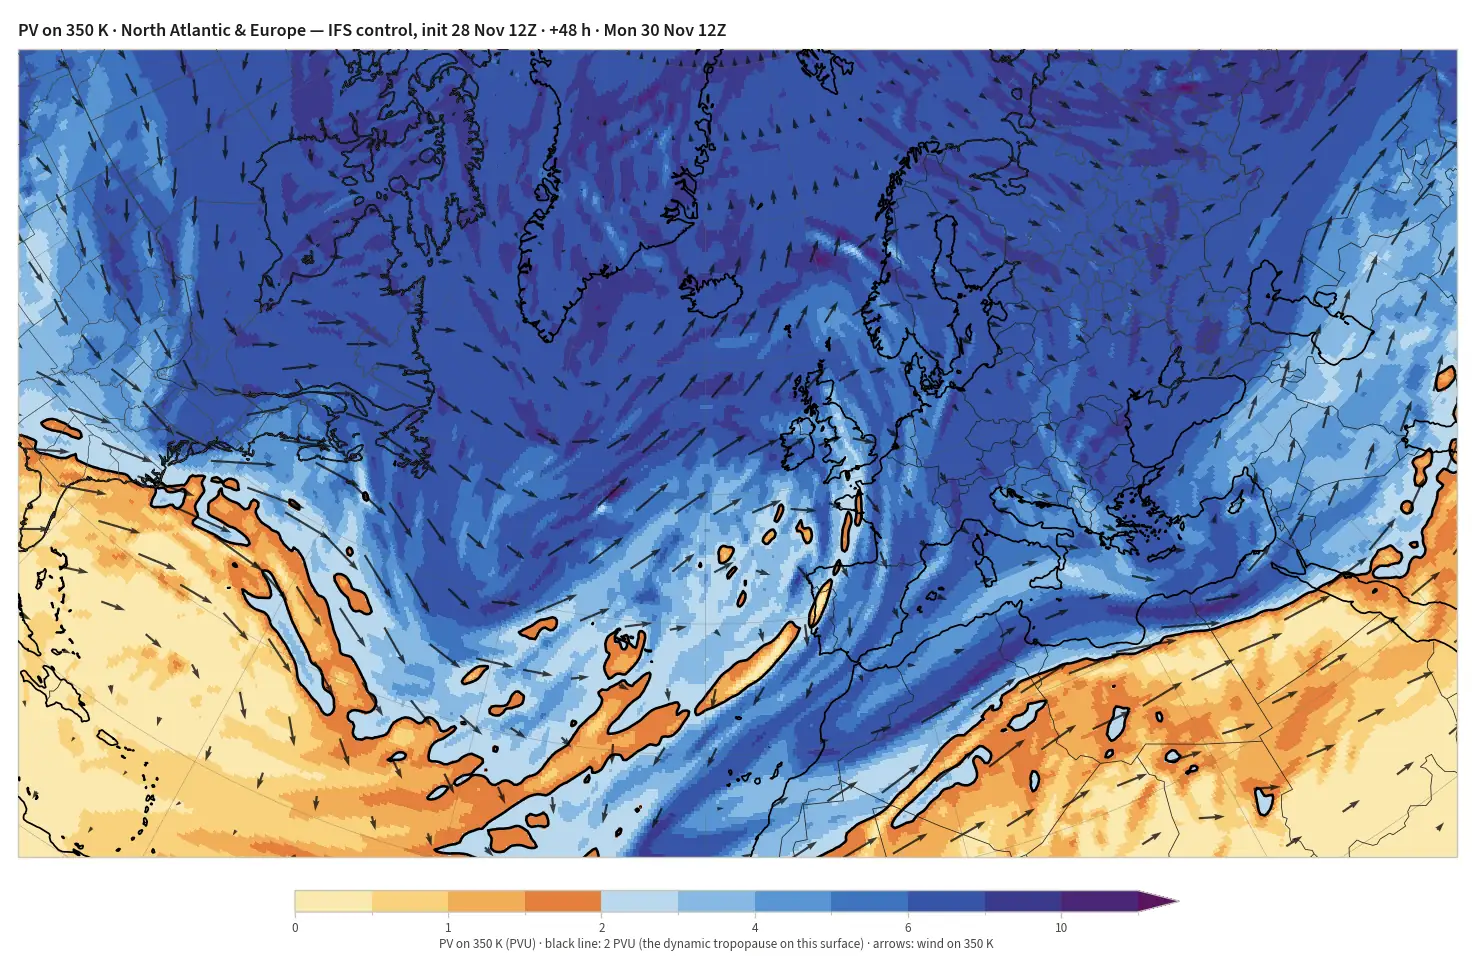 PV on 350 K · North Atlantic & Europe — IFS control, init 28 Nov 12Z · +48 h · Mon 30 Nov 12Z
0 1 2 4 6 10
PV on 350 K (PVU) · black line: 2 PVU (the dynamic tropopause on this surface) · arrows: wind on 350 K